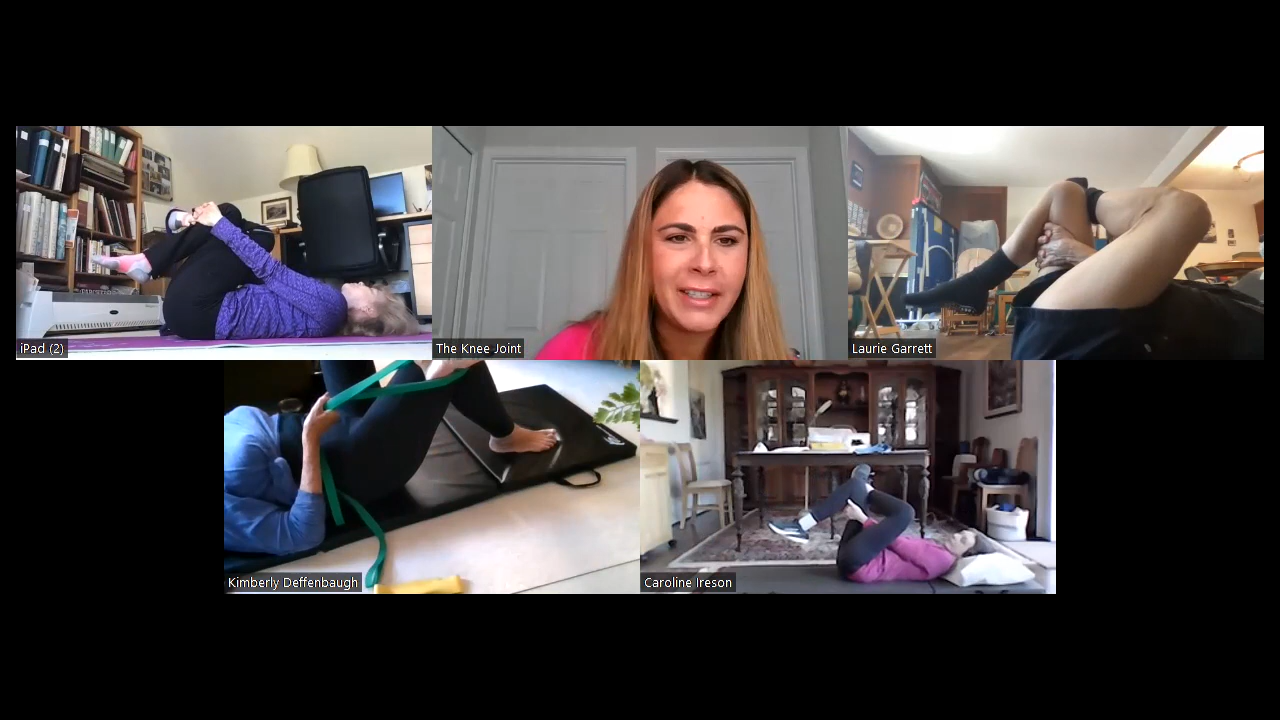 iPad (2)
The Knee Joint
Laurie Garrett
Kimberly Deffenbaugh
Caroline Ireson